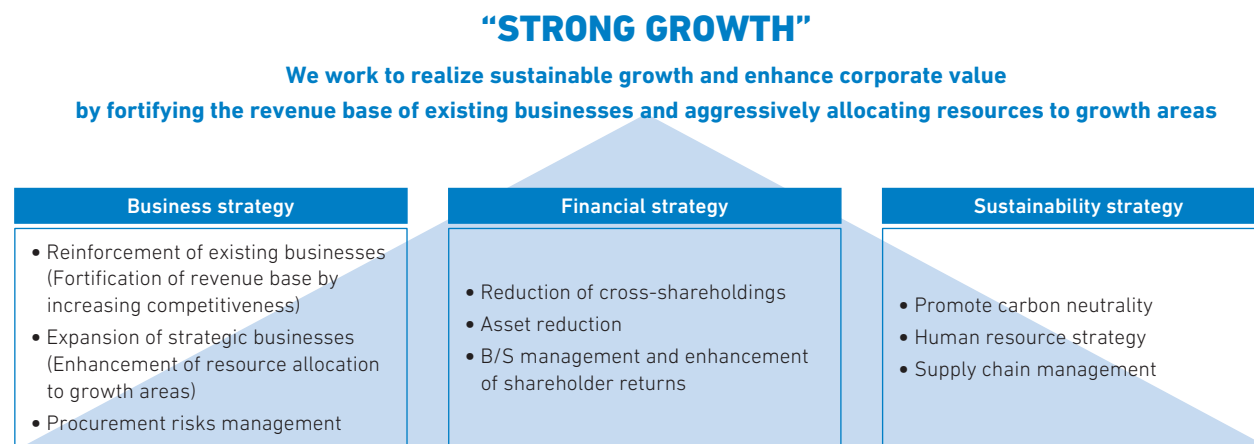 “STRONG GROWTH”
We work to realize sustainable growth and enhance corporate value
by fortifying the revenue base of existing businesses and aggressively allocating resources to growth areas
Business strategy
• Reinforcement of existing businesses
(Fortification of revenue base by
increasing competitiveness)
• Expansion of strategic businesses
(Enhancement of resource allocation
to growth areas)
• Procurement risks management
Financial strategy
• Reduction of cross-shareholdings
• Asset reduction
• B/S management and enhancement
of shareholder returns
Sustainability strategy
• Promote carbon neutrality
• Human resource strategy
• Supply chain management